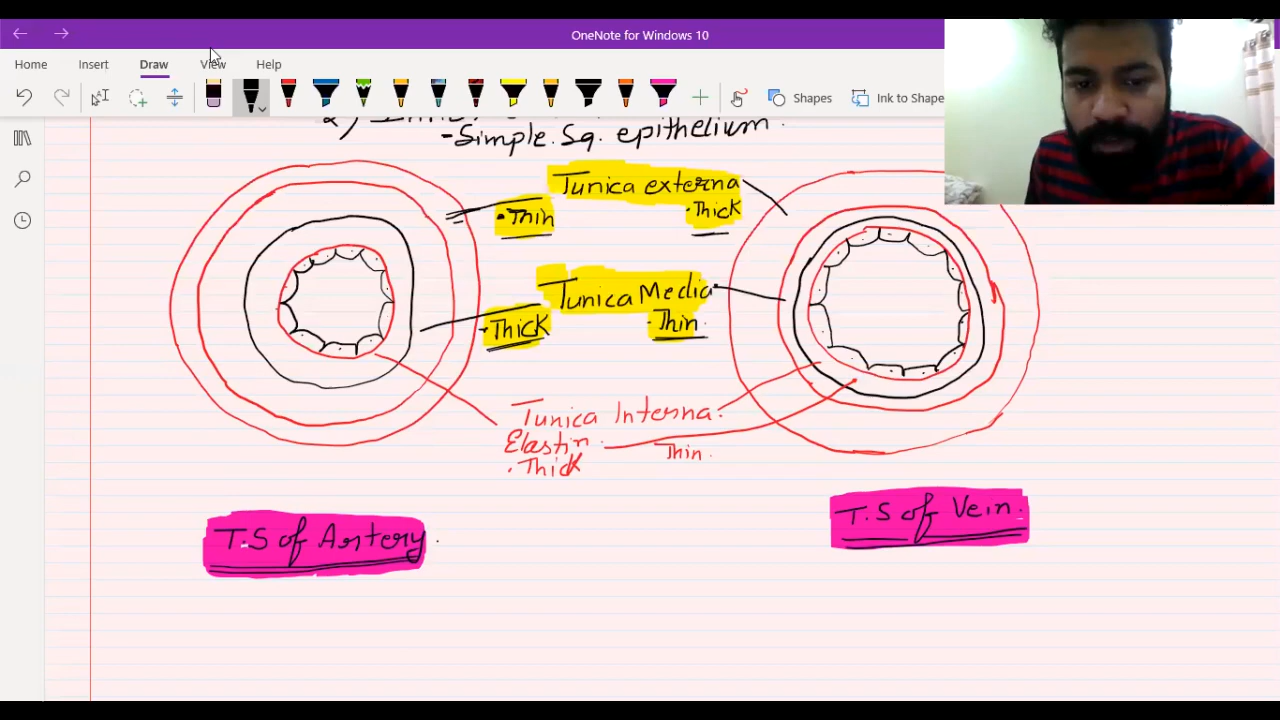 OneNote for Windows 10
Home Insert Draw View Help
Shapes Ink to Shape
-Simple. Sq. epithelium.
Tunica externa
•Thin •Thick
Tunica Media
•Thick •Thin.
Tunica Interna.
Elastin.
•Thick Thin.
T.S of Artery.
T.S of Vein.